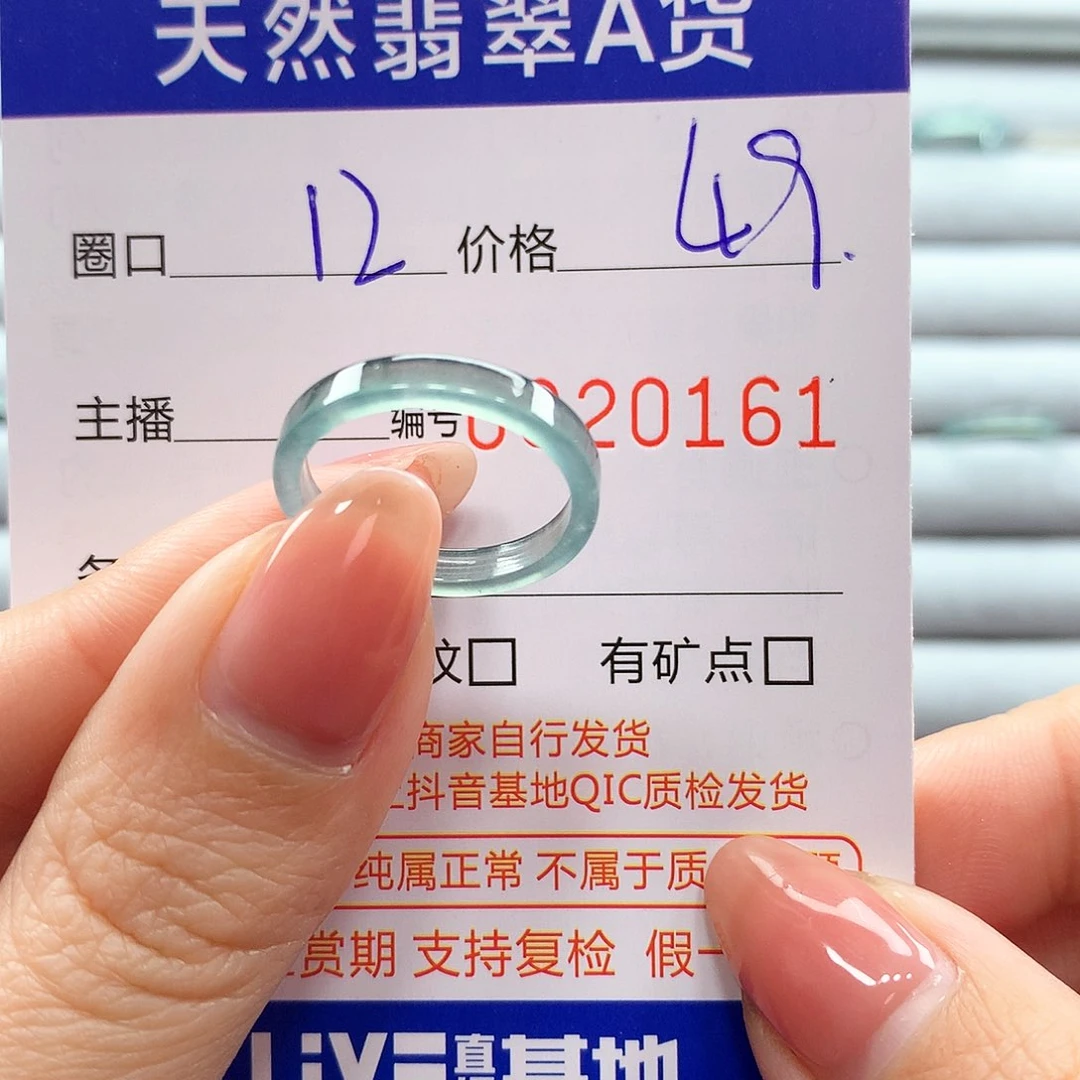 天然翡翠A货
圈口 12 价格 49.
主播 编号 20161
纹□ 有矿点□
商家自行发货
抖音基地QIC质检发货
纯属正常 不属于质
赏期 支持复检 假一
LIVE 直 基地